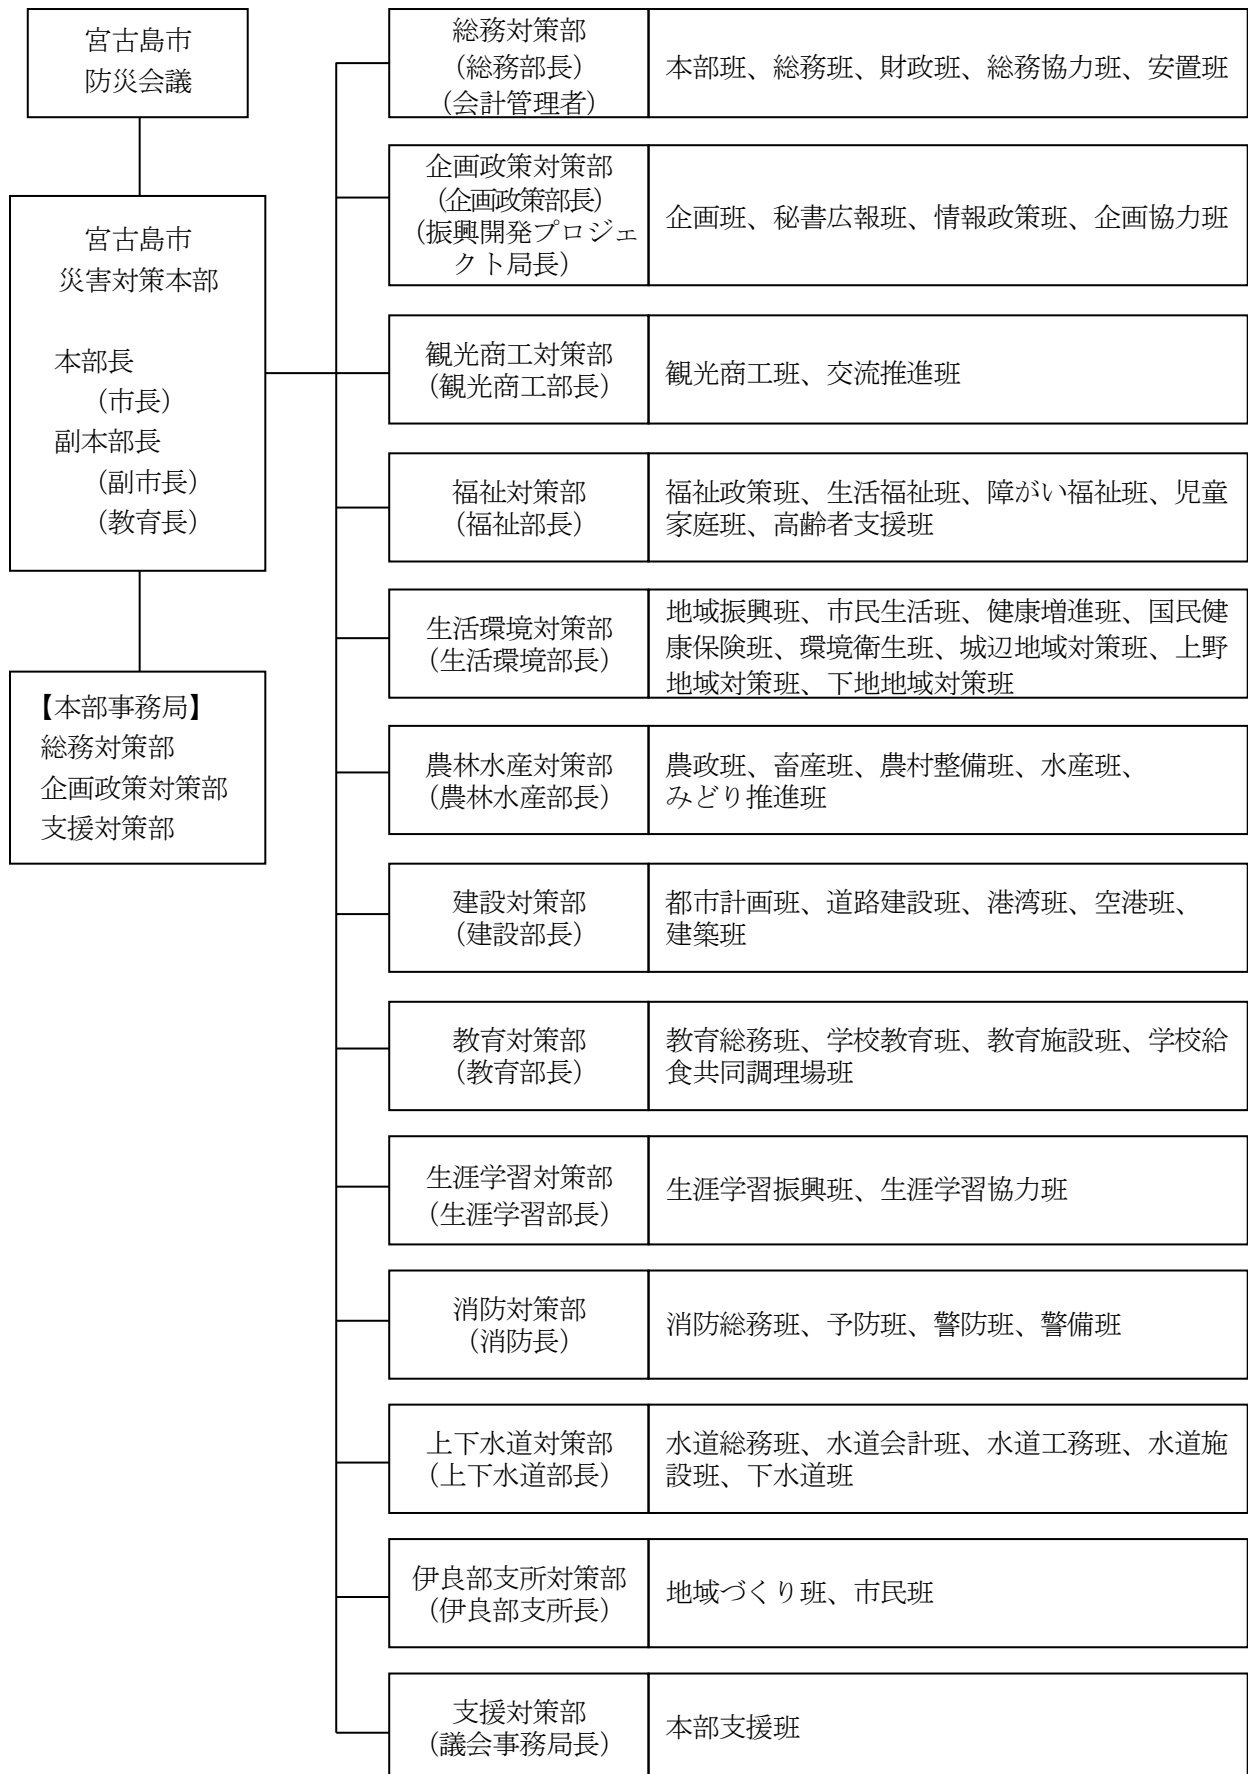 宮古島市
防災会議
宮古島市
災害対策本部
本部長
(市長)
副本部長
(副市長)
(教育長)
【本部事務局】
総務対策部
企画政策対策部
支援対策部
総務対策部
(総務部長)
(会計管理者)
本部班、総務班、財政班、総務協力班、安置班
企画政策対策部
(企画政策部長)
(振興開発プロジェ
クト局長)
企画班、秘書広報班、情報政策班、企画協力班
観光商工対策部
(観光商工部長)
観光商工班、交流推進班
福祉対策部
(福祉部長)
福祉政策班、生活福祉班、障がい福祉班、児童
家庭班、高齢者支援班
生活環境対策部
(生活環境部長)
地域振興班、市民生活班、健康増進班、国民健
康保険班、環境衛生班、城辺地域対策班、上野
地域対策班、下地地域対策班
農林水産対策部
(農林水産部長)
農政班、畜産班、農村整備班、水産班、
みどり推進班
建設対策部
(建設部長)
都市計画班、道路建設班、港湾班、空港班、
建築班
教育対策部
(教育部長)
教育総務班、学校教育班、教育施設班、学校給
食共同調理場班
生涯学習対策部
(生涯学習部長)
生涯学習振興班、生涯学習協力班
消防対策部
(消防長)
消防総務班、予防班、警防班、警備班
上下水道対策部
(上下水道部長)
水道総務班、水道会計班、水道工務班、水道施
設班、下水道班
伊良部支所対策部
(伊良部支所長)
地域づくり班、市民班
支援対策部
(議会事務局長)
本部支援班